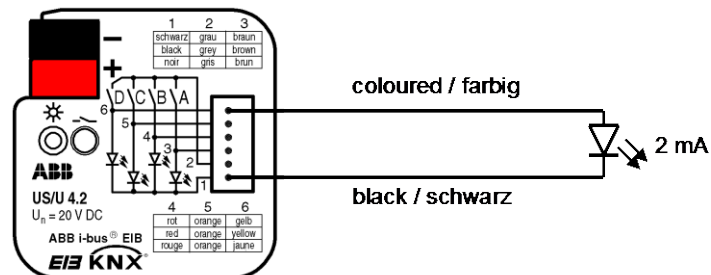 1 2 3
schwarz grau braun
black grey brown
noir gris brun
−
+
D C B A
6
5
4
3
2
1
coloured / farbig
2 mA
black / schwarz
ABB
US/U 4.2
Un = 20 V DC
ABB i-bus® EIB
EIB KNX®
4 5 6
rot orange gelb
red orange yellow
rouge orange jaune